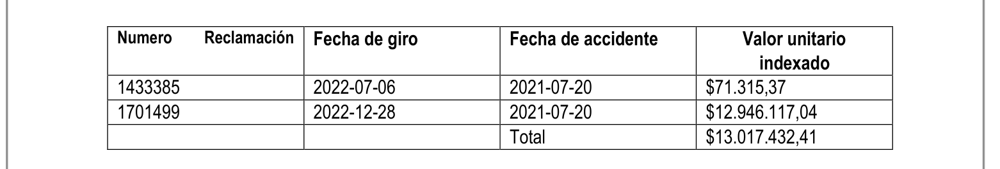 Numero Reclamación Fecha de giro Fecha de accidente Valor unitario
indexado
1433385 2022-07-06 2021-07-20 $71.315,37
1701499 2022-12-28 2021-07-20 $12.946.117,04
Total $13.017.432,41